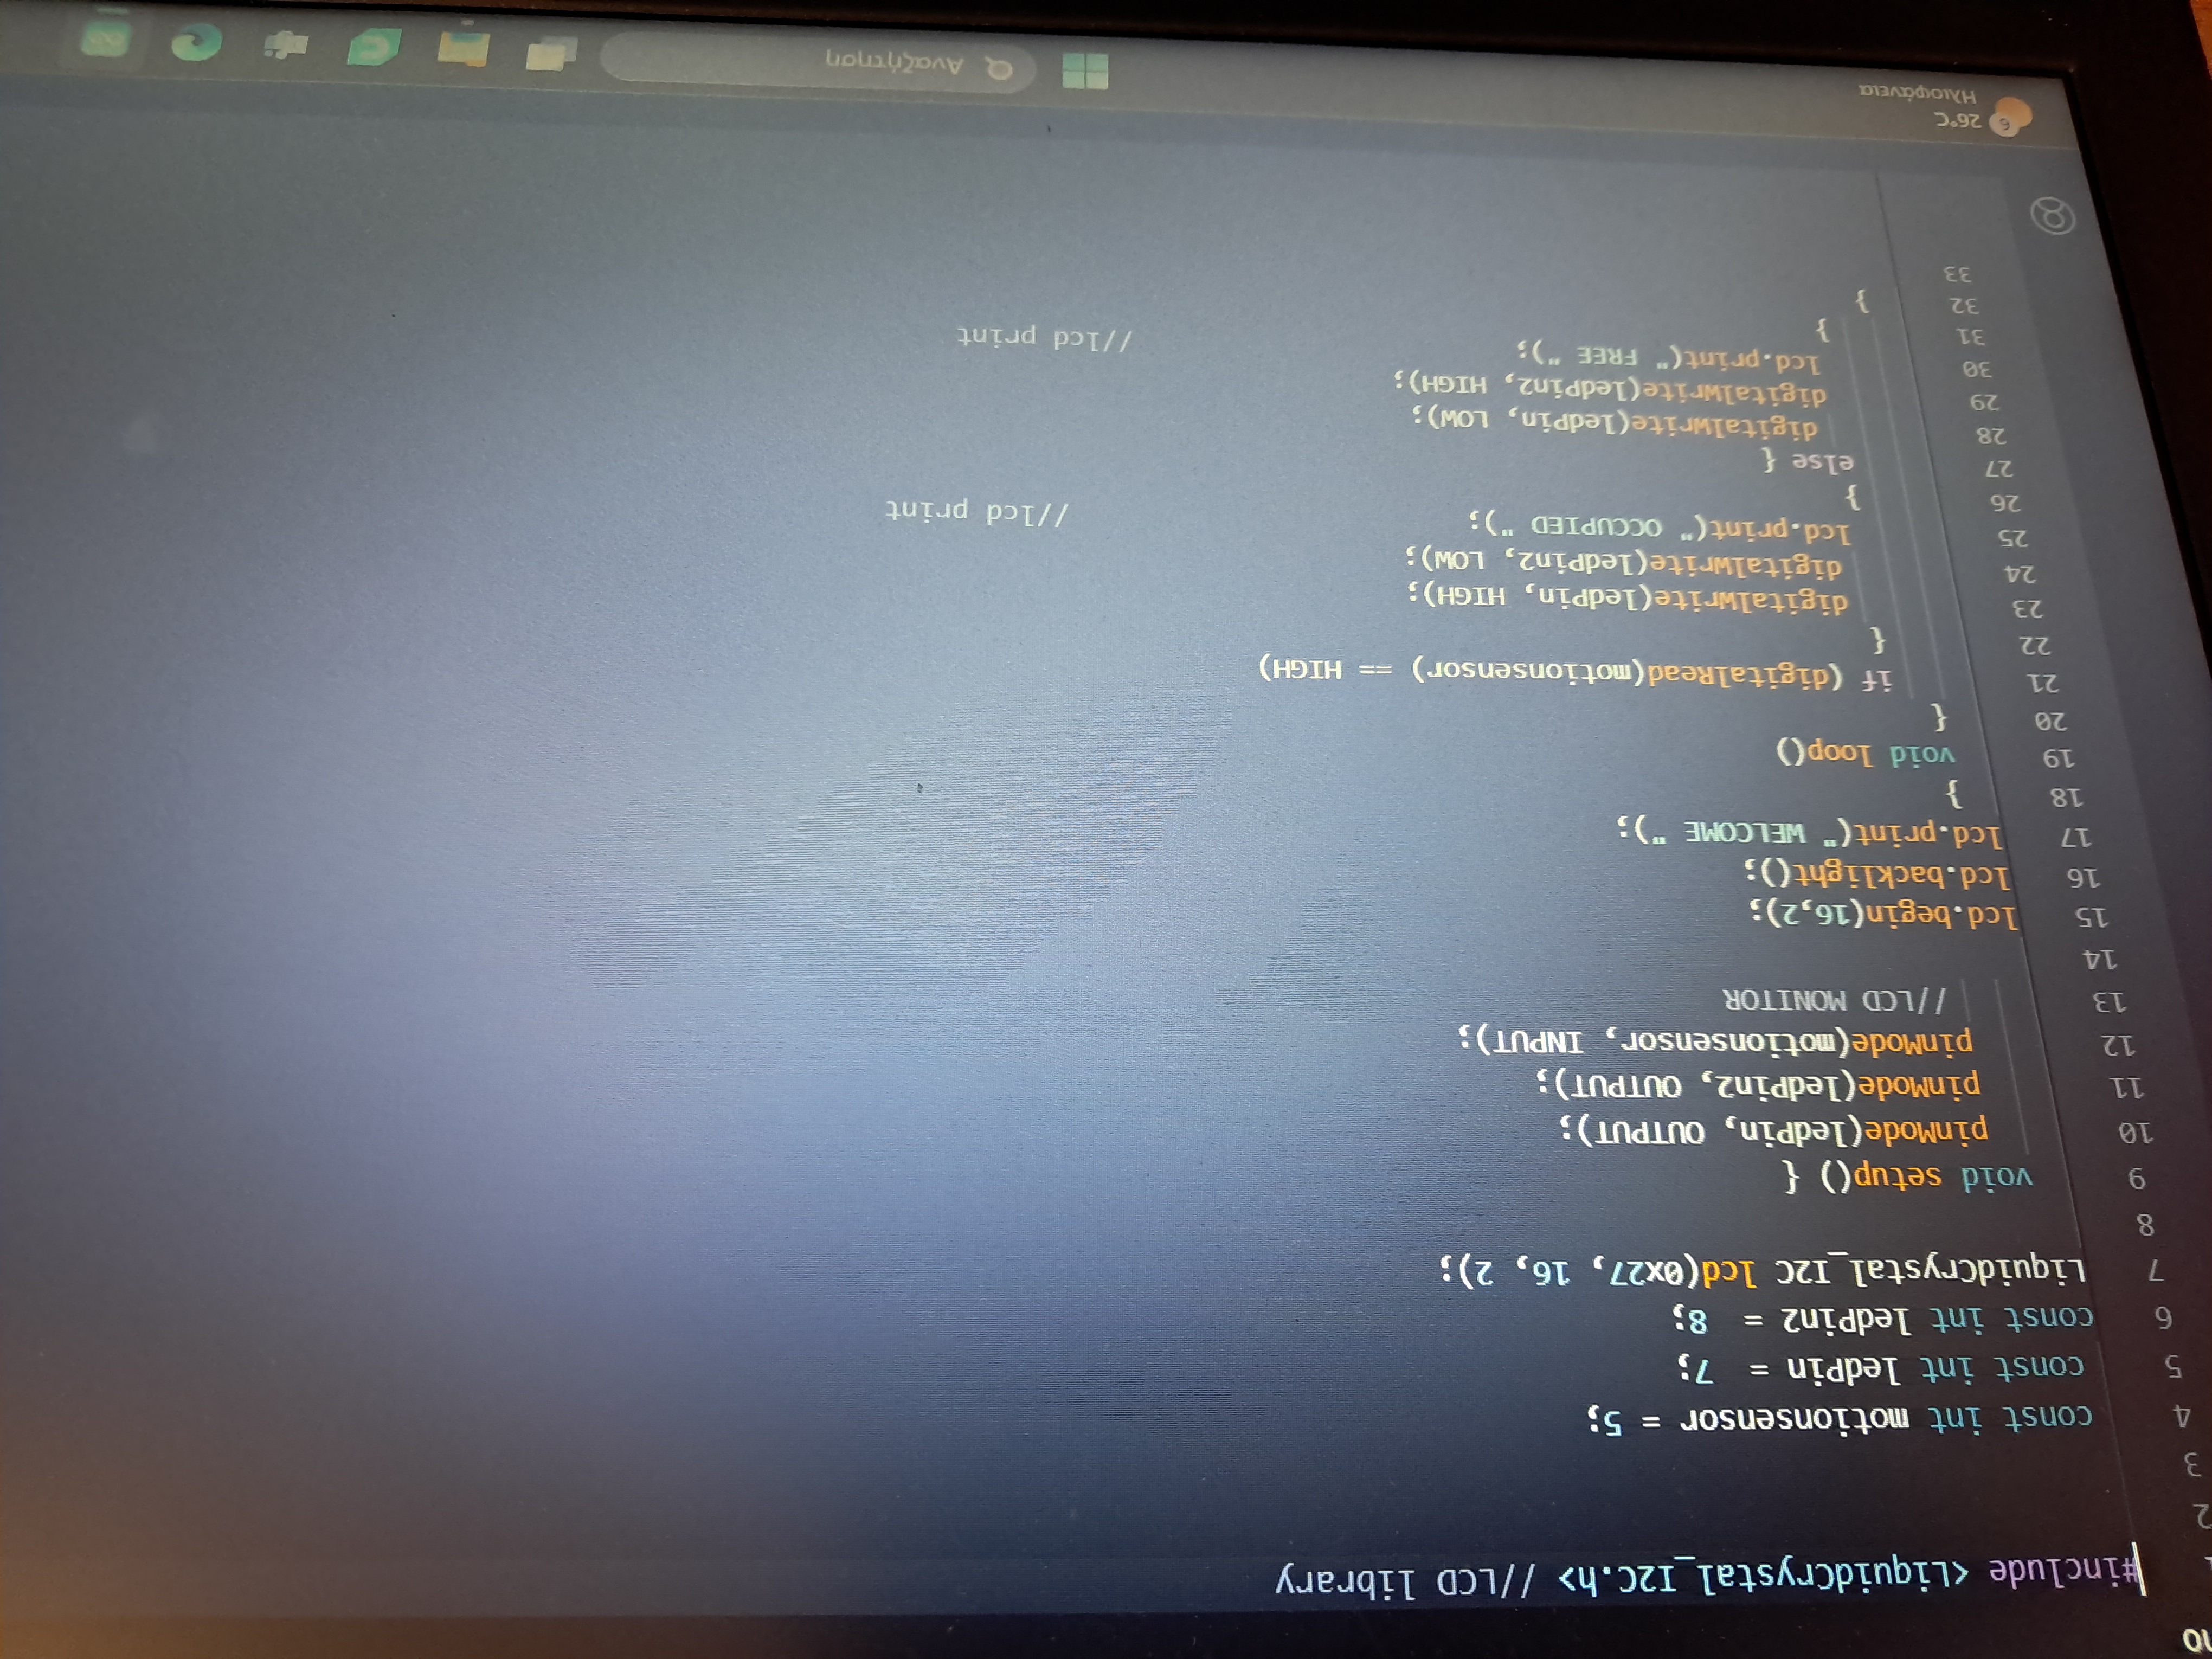 10
1 #include <LiquidCrystal_I2C.h> //LCD library
2
3
4 const int motionsensor = 5;
5 const int ledPin =  7;
6 const int ledPin2 =  8;
7 LiquidCrystal_I2C lcd(0x27, 16, 2);
8
9 void setup() {
10 pinMode(ledPin, OUTPUT);
11 pinMode(ledPin2, OUTPUT);
12 pinMode(motionsensor, INPUT);
13 //LCD MONITOR
14
15 lcd.begin(16,2);
16 lcd.backlight();
17 lcd.print(" WELCOME ");
18 }
19 void loop()
20 {
21 if (digitalRead(motionsensor) == HIGH)
22 {
23 digitalWrite(ledPin, HIGH);
24 digitalWrite(ledPin2, LOW);
25 lcd.print(" OCCUPIED "); //lcd print
26 }
27 else {
28 digitalWrite(ledPin, LOW);
29 digitalWrite(ledPin2, HIGH);
30 lcd.print(" FREE "); //lcd print
31 }
32 }
33
6 26°C
Ηλιοφάνεια
Αναζήτηση